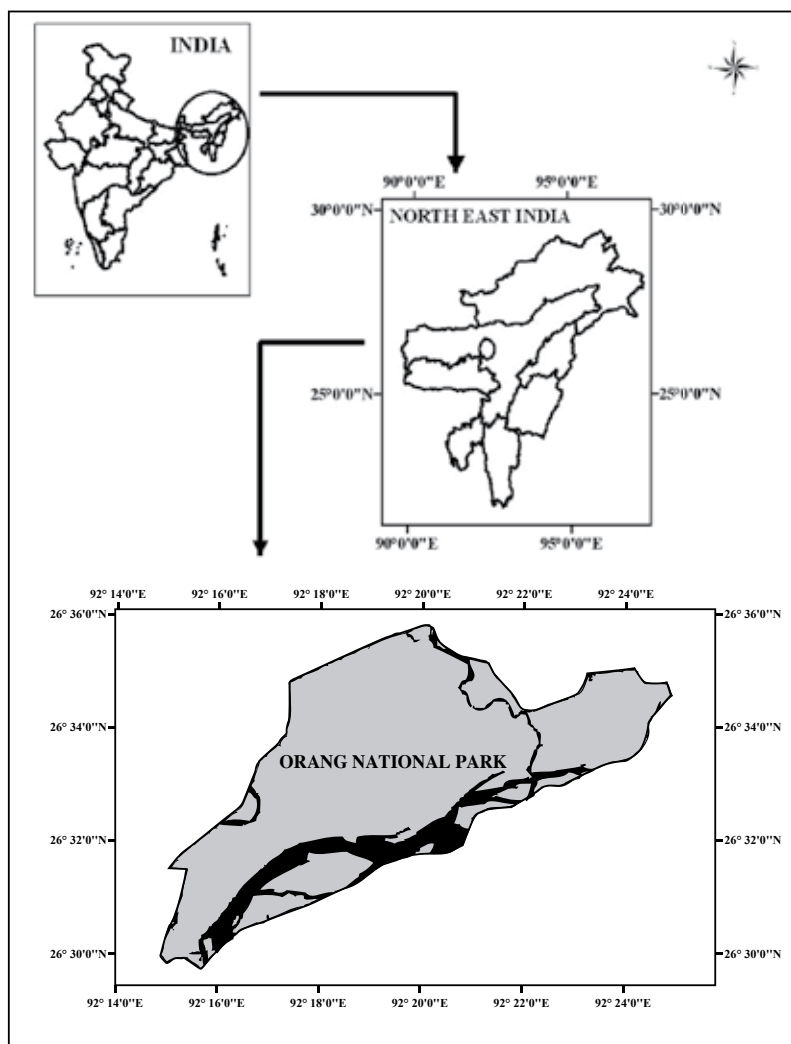 INDIA
90°0'0"E 95°0'0"E
30°0'0"N 30°0'0"N
NORTH EAST INDIA
25°0'0"N 25°0'0"N
90°0'0"E 95°0'0"E
92° 14'0"E 92° 16'0"E 92° 18'0"E 92° 20'0"E 92° 22'0"E 92° 24'0"E
26° 36'0"N 26° 36'0"N
26° 34'0"N 26° 34'0"N
ORANG NATIONAL PARK
26° 32'0"N 26° 32'0"N
26° 30'0"N 26° 30'0"N
92° 14'0"E 92° 16'0"E 92° 18'0"E 92° 20'0"E 92° 22'0"E 92° 24'0"E